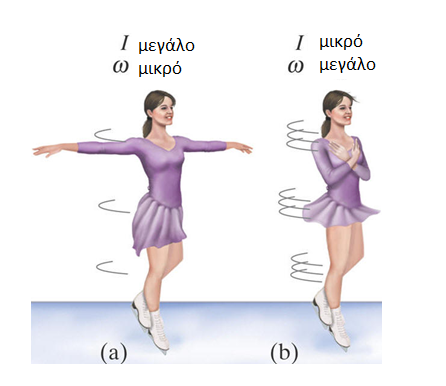 I μεγάλο
ω μικρό
I μικρό
ω μεγάλο
(a)
(b)